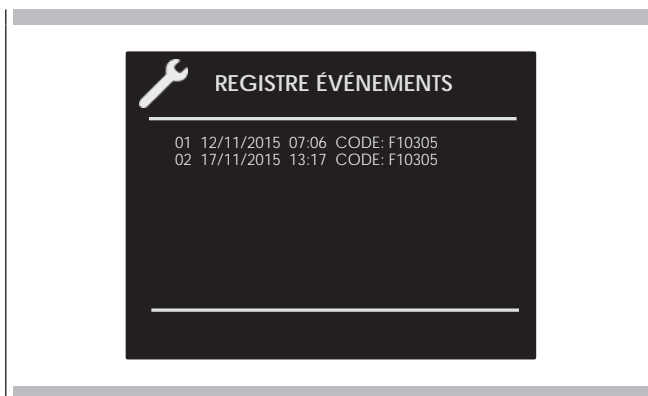 REGISTRE ÉVÉNEMENTS
01 12/11/2015 07:06 CODE: F10305
02 17/11/2015 13:17 CODE: F10305